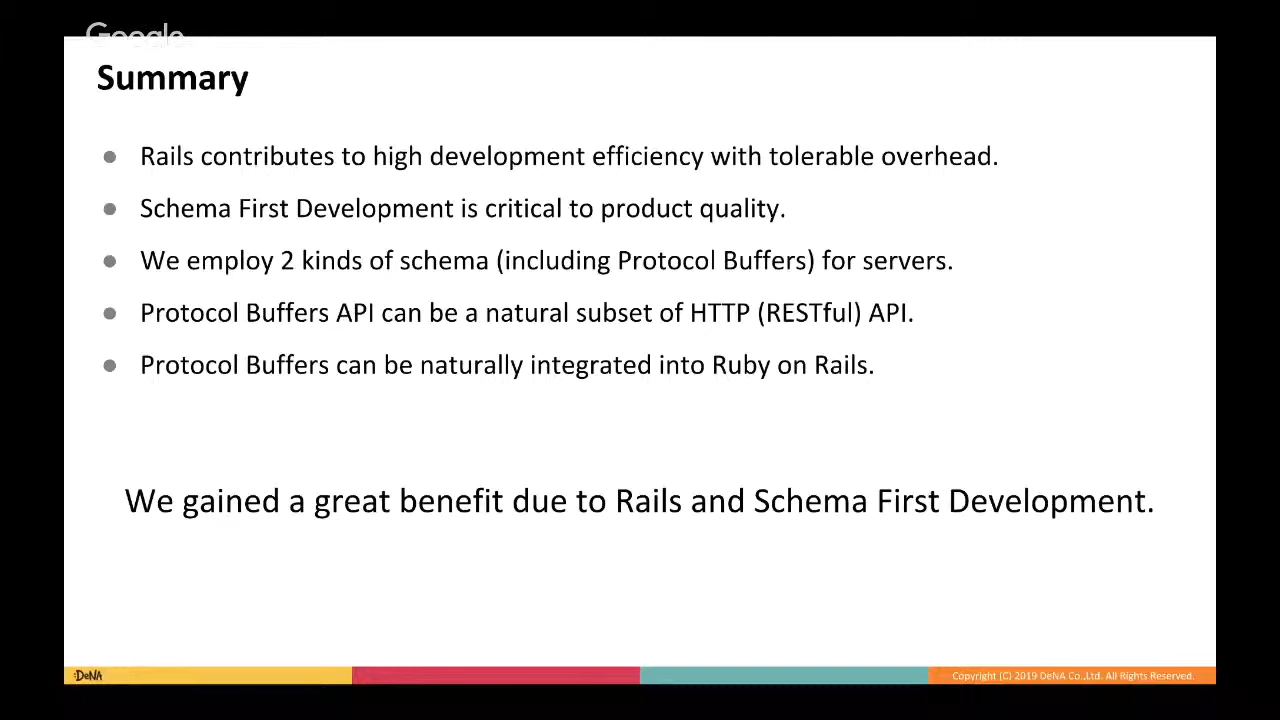 Google
Summary
● Rails contributes to high development efficiency with tolerable overhead.
● Schema First Development is critical to product quality.
● We employ 2 kinds of schema (including Protocol Buffers) for servers.
● Protocol Buffers API can be a natural subset of HTTP (RESTful) API.
● Protocol Buffers can be naturally integrated into Ruby on Rails.
We gained a great benefit due to Rails and Schema First Development.
:DeNA
Copyright (C) 2019 DeNA Co.,Ltd. All Rights Reserved.